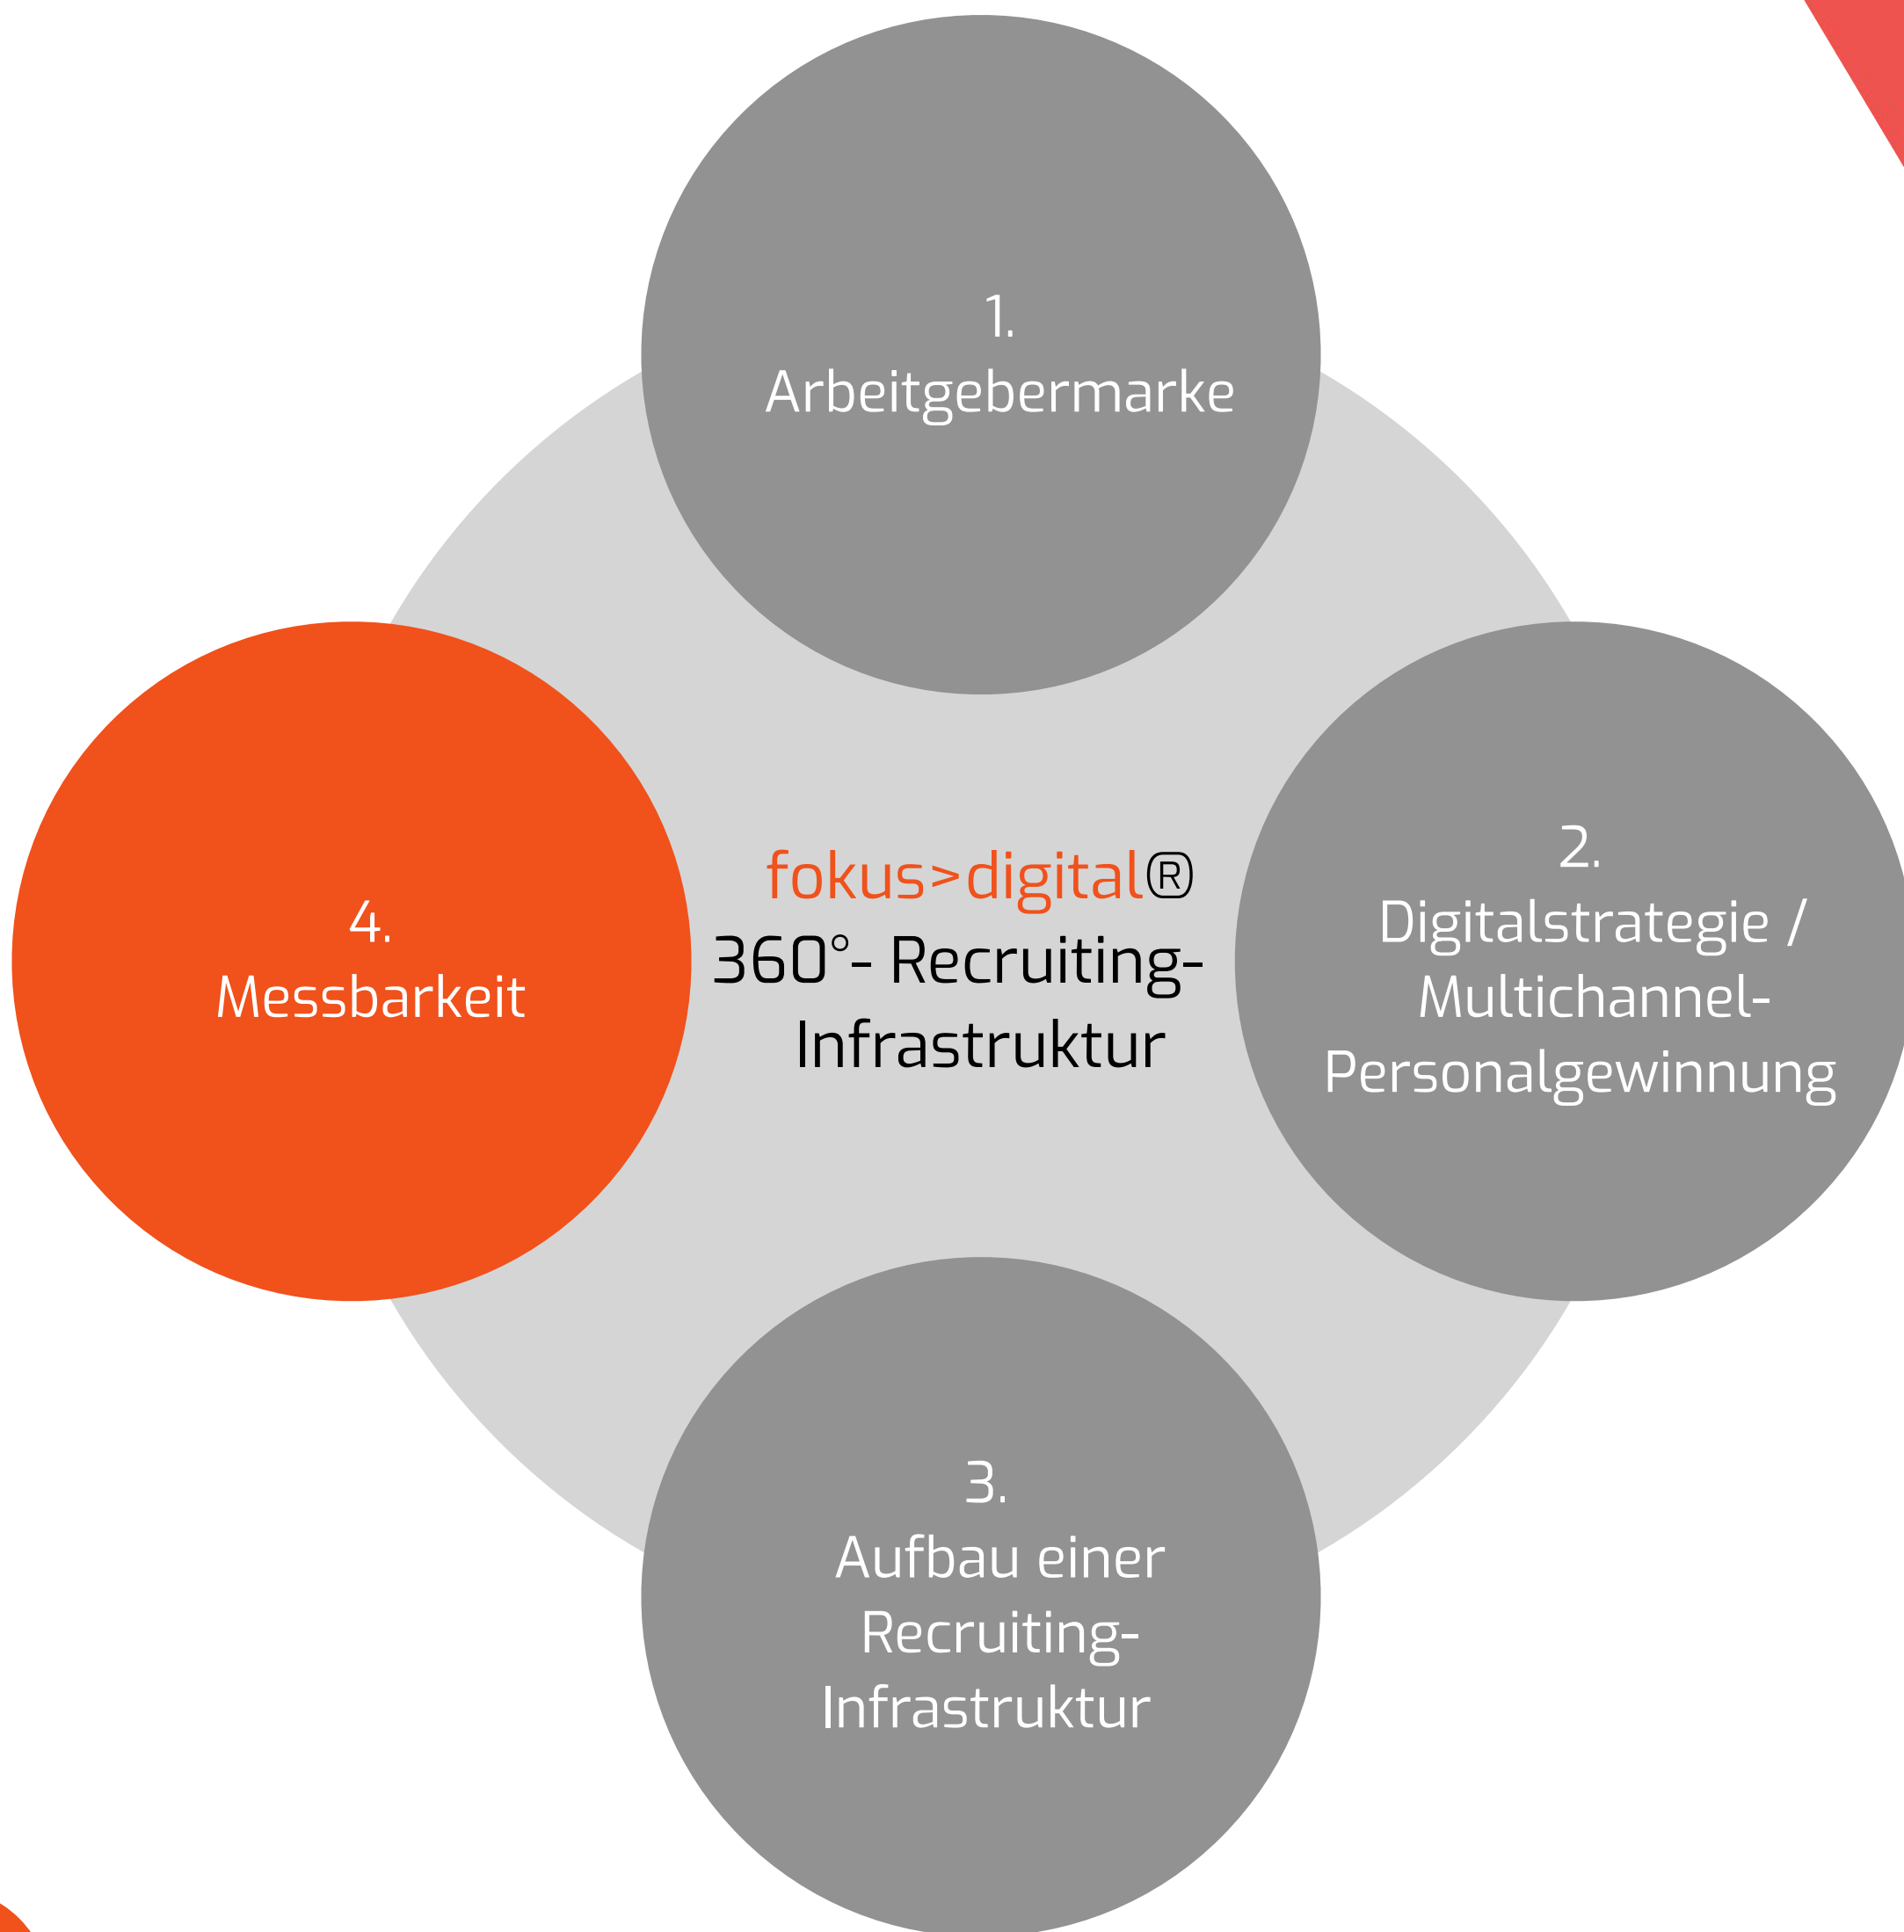 1.
Arbeitgebermarke
2.
Digitalstrategie /
Multichannel-
Personalgewinnung
fokus>digital®
360°- Recruiting-
Infrastruktur
4.
Messbarkeit
3.
Aufbau einer
Recruiting-
Infrastruktur